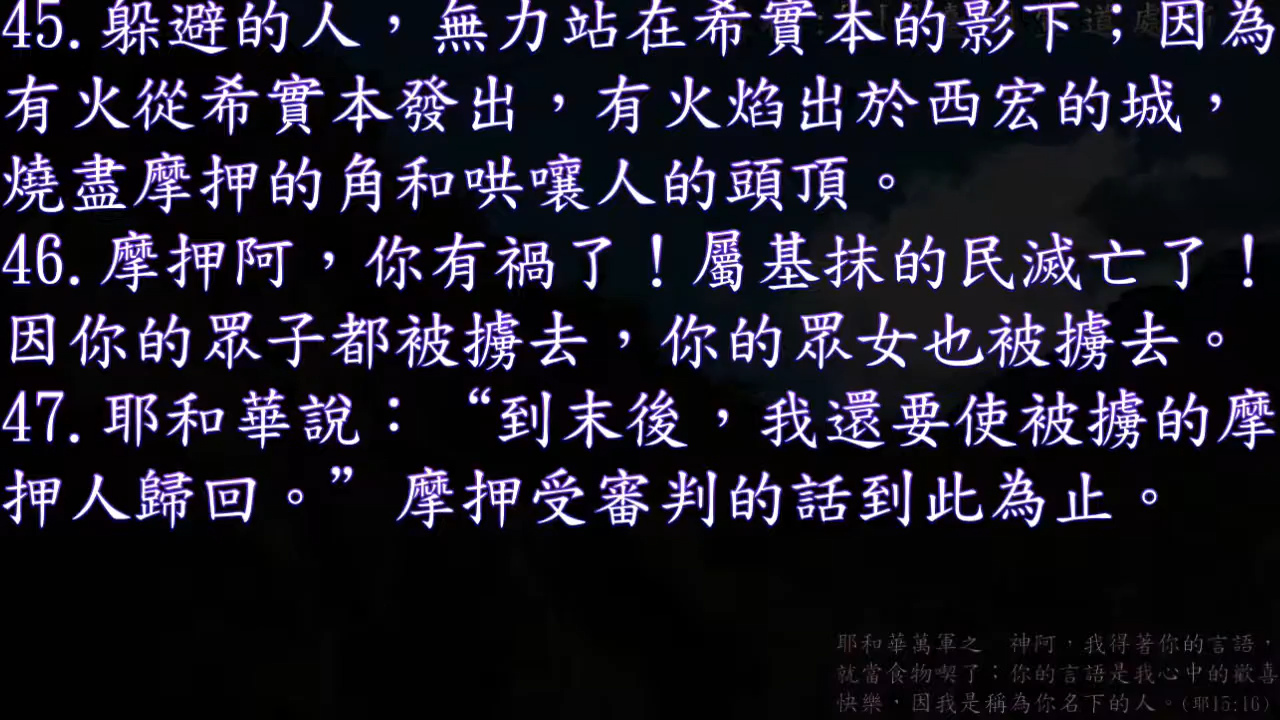 45.躲避的人，無力站在希實本的影下；因為
有火從希實本發出，有火焰出於西宏的城，
燒盡摩押的角和哄嚷人的頭頂。
46.摩押阿，你有禍了！屬基抹的民滅亡了！
因你的眾子都被擄去，你的眾女也被擄去。
47.耶和華說：“到末後，我還要使被擄的摩
押人歸回。”摩押受審判的話到此為止。
耶和華萬軍之　神阿，我得著你的言語，
就當食物喫了；你的言語是我心中的歡喜
快樂，因我是稱為你名下的人。(耶15:16)